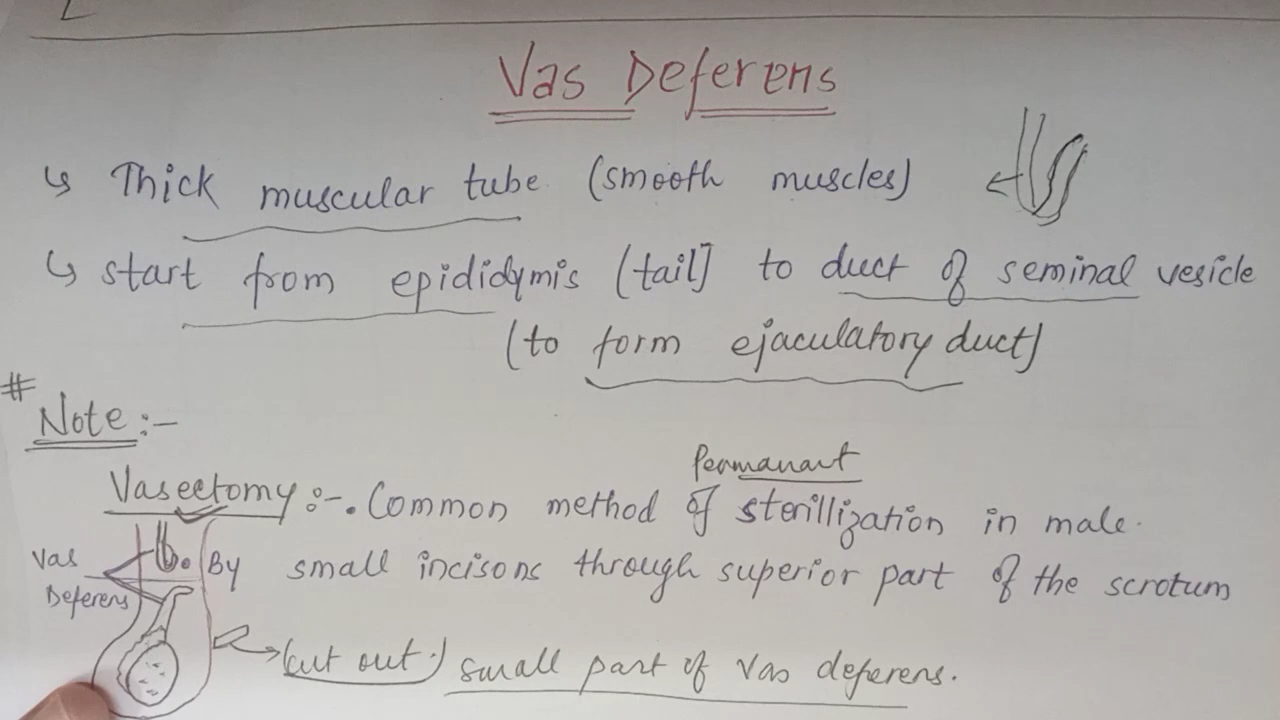 Vas Deferens
↳ Thick muscular tube (smooth muscles)
↳ start from epididymis (tail] to duct of seminal vesicle
(to form ejaculatory duct)
# Note:-
Permanant
Vasectomy :- . Common method of sterillization in male.
Vas Deferens
. By small incisons through superior part of the scrotum
(cut out.) small part of vas deferens.